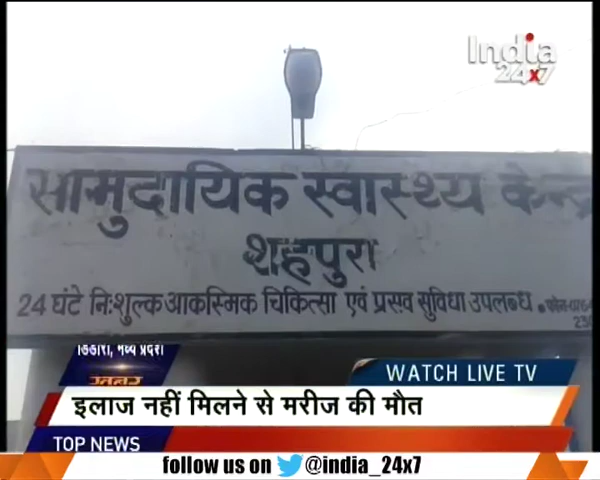 India
24x7
सामुदायिक स्वास्थ्य केन्द्र
शहपुरा
24 घंटे निःशुल्क आकस्मिक चिकित्सा एवं प्रसव सुविधा उपलब्ध •
डिंडोरी, मध्य प्रदेश
WATCH LIVE TV
खबर
इलाज नहीं मिलने से मरीज की मौत
TOP NEWS
follow us on @india_24x7